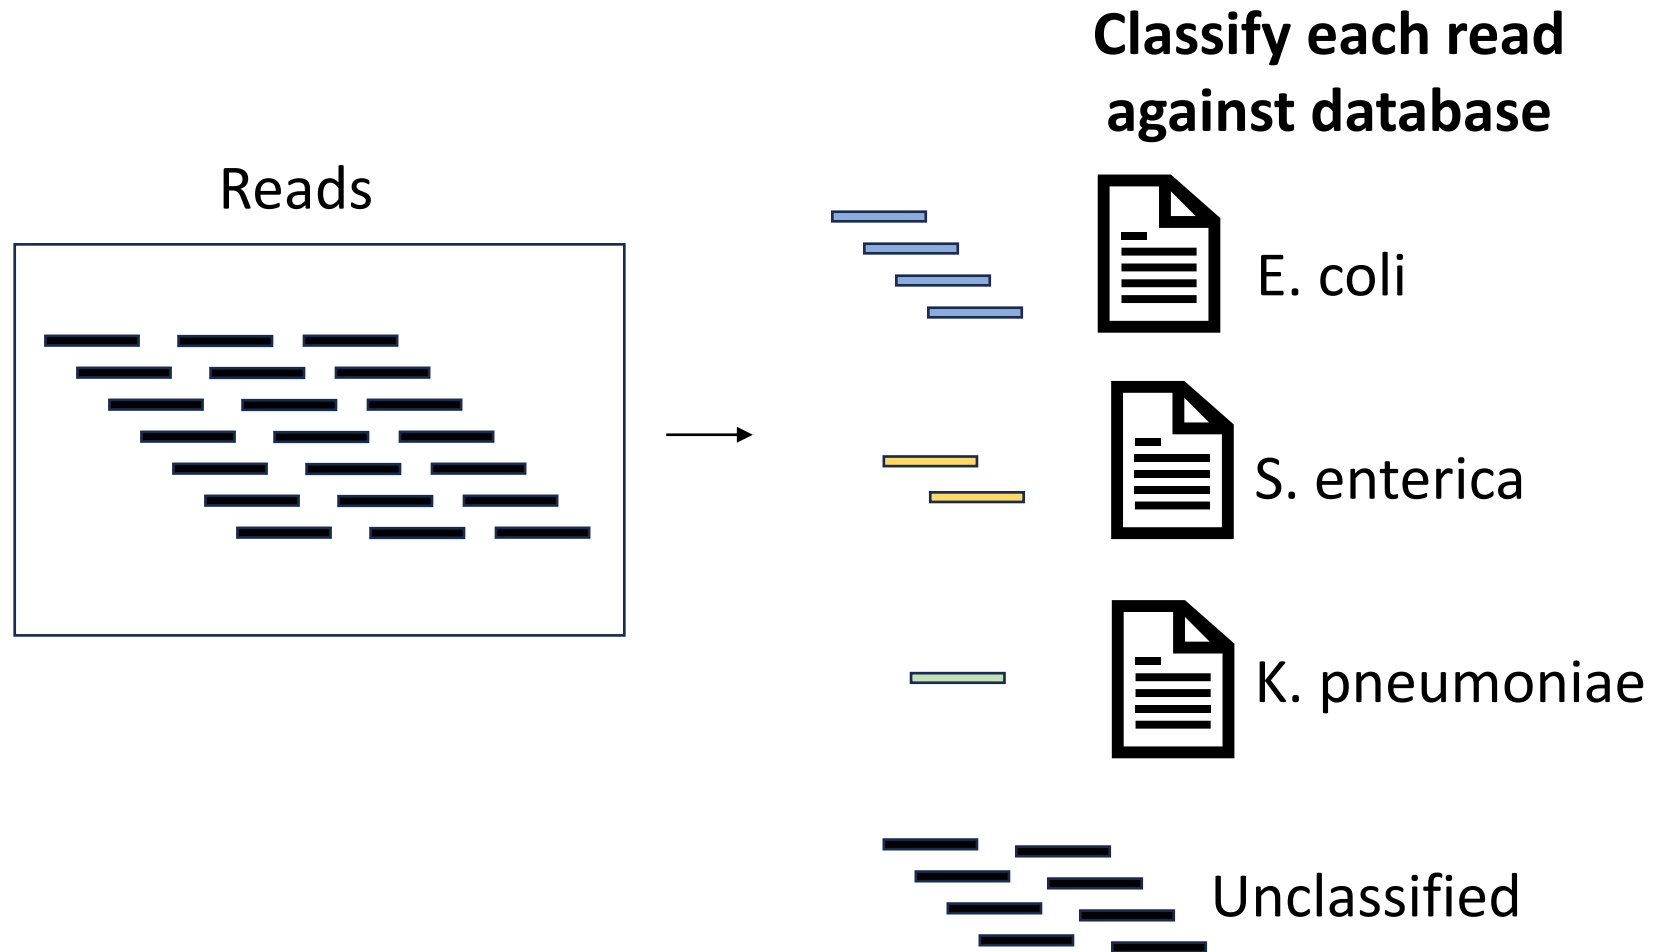 Classify each read
against database
Reads
E. coli
S. enterica
K. pneumoniae
Unclassified